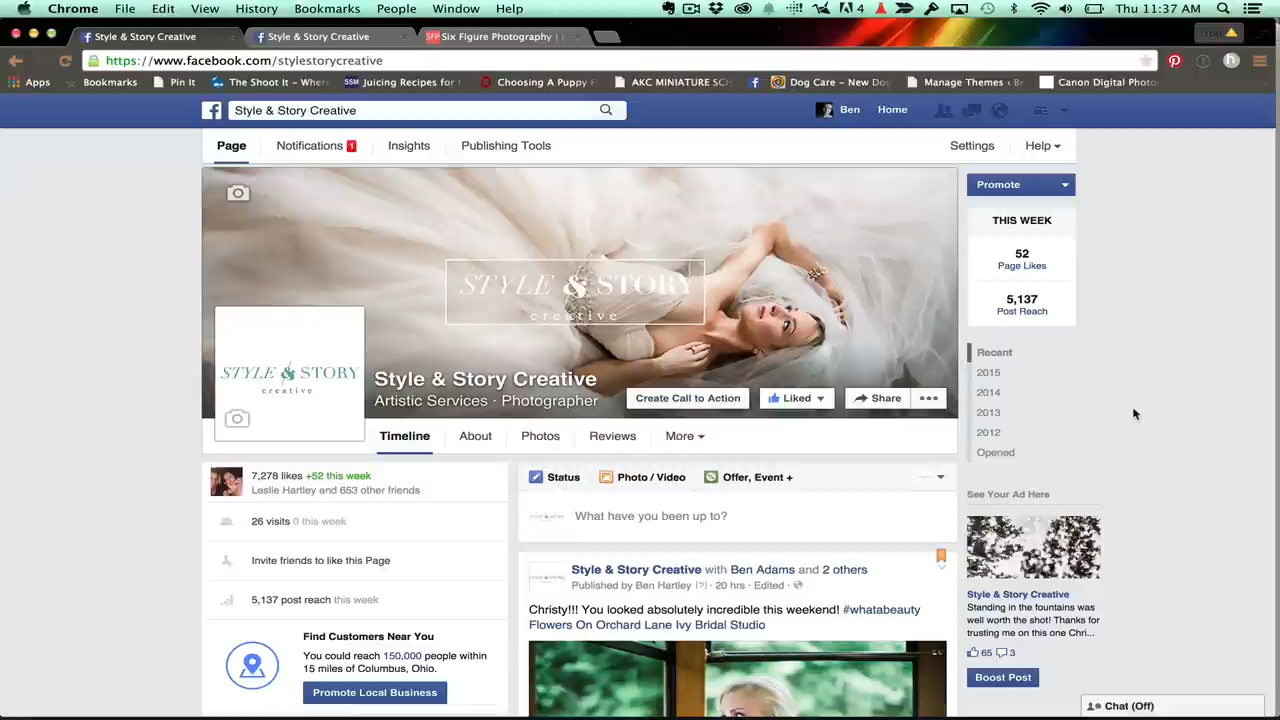 Chrome File Edit View History Bookmarks People Window Help 4 Thu 11:37 AM
Style & Story Creative Style & Story Creative SFP Six Figure Photography
https://www.facebook.com/stylestorycreative
Apps Bookmarks Pin It The Shoot It – Where SSM Juicing Recipes for Choosing A Puppy AKC MINIATURE SCH Dog Care - New Dog Manage Themes ‹ Be Canon Digital Photo
Style & Story Creative Ben Home
Page Notifications 1 Insights Publishing Tools Settings Help
Promote
THIS WEEK
52
Page Likes
5,137
Post Reach
Recent
2015
2014
2013
2012
Opened
STYLE & STORY
creative
STYLE & STORY
creative
Style & Story Creative
Artistic Services · Photographer
Create Call to Action Liked Share
Timeline About Photos Reviews More
7,278 likes +52 this week
Leslie Hartley and 653 other friends
26 visits 0 this week
Invite friends to like this Page
5,137 post reach this week
Find Customers Near You
You could reach 150,000 people within
15 miles of Columbus, Ohio.
Promote Local Business
Status Photo / Video Offer, Event +
What have you been up to?
Style & Story Creative with Ben Adams and 2 others
Published by Ben Hartley [?] · 20 hrs · Edited ·
Christy!!! You looked absolutely incredible this weekend! #whatabeauty
Flowers On Orchard Lane Ivy Bridal Studio
See Your Ad Here
Style & Story Creative
Standing in the fountains was
well worth the shot! Thanks for
trusting me on this one Chri...
65 3
Boost Post
Chat (Off)